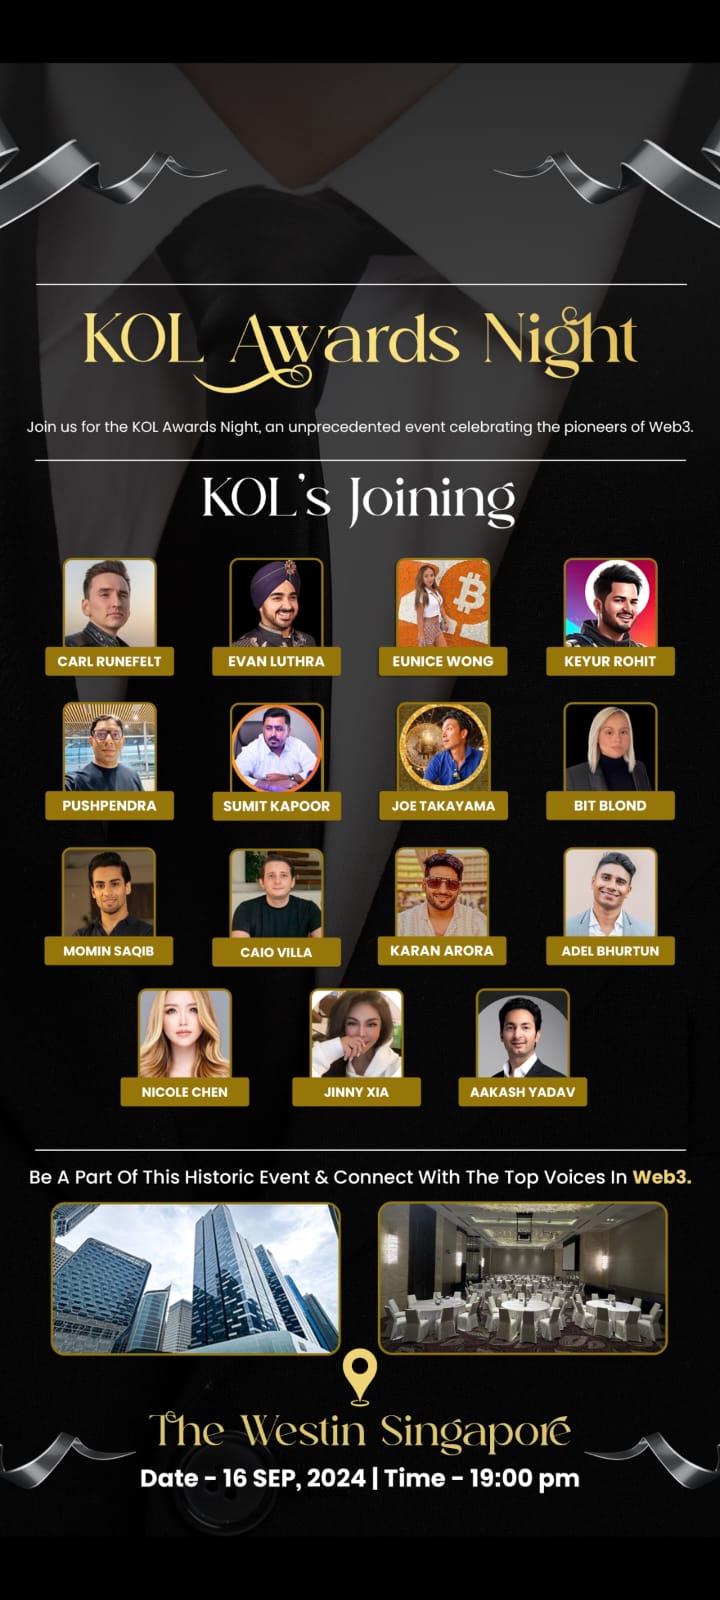 KOL Awards Night
Join us for the KOL Awards Night, an unprecedented event celebrating the pioneers of Web3.
KOL's Joining
CARL RUNEFELT
EVAN LUTHRA
EUNICE WONG
KEYUR ROHIT
PUSHPENDRA
SUMIT KAPOOR
JOE TAKAYAMA
BIT BLOND
MOMIN SAQIB
CAIO VILLA
KARAN ARORA
ADEL BHURTUN
NICOLE CHEN
JINNY XIA
AAKASH YADAV
Be A Part Of This Historic Event & Connect With The Top Voices In Web3.
The Westin Singapore
Date - 16 SEP, 2024 | Time - 19:00 pm